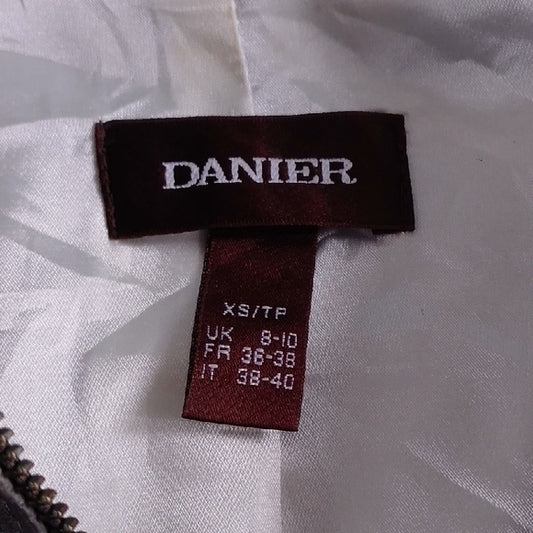 DANIER
XS/TP
UK 8-10
FR 36-38
IT 38-40